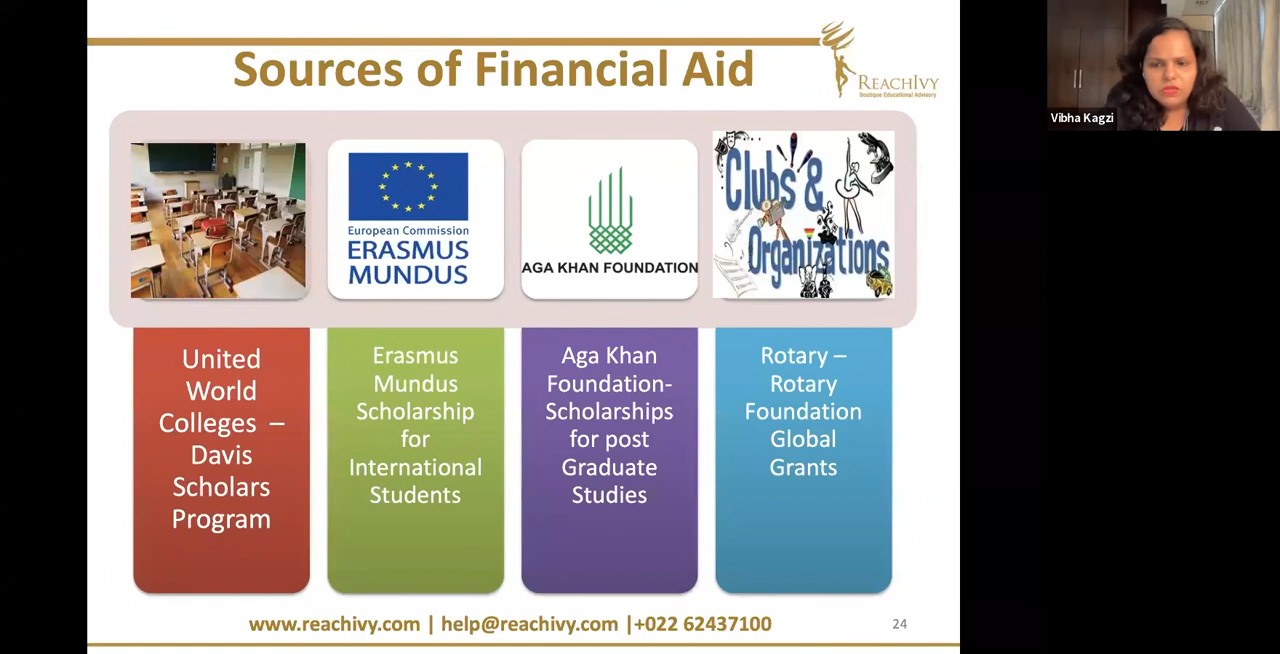 Sources of Financial Aid
REACHIVY
Boutique Educational Advisory
Vibha Kagzi
European Commission
ERASMUS
MUNDUS
AGA KHAN FOUNDATION
Clubs &
Organizations
United
World
Colleges –
Davis
Scholars
Program
Erasmus
Mundus
Scholarship
for
International
Students
Aga Khan
Foundation-
Scholarships
for post
Graduate
Studies
Rotary –
Rotary
Foundation
Global
Grants
www.reachivy.com | help@reachivy.com |+022 62437100
24